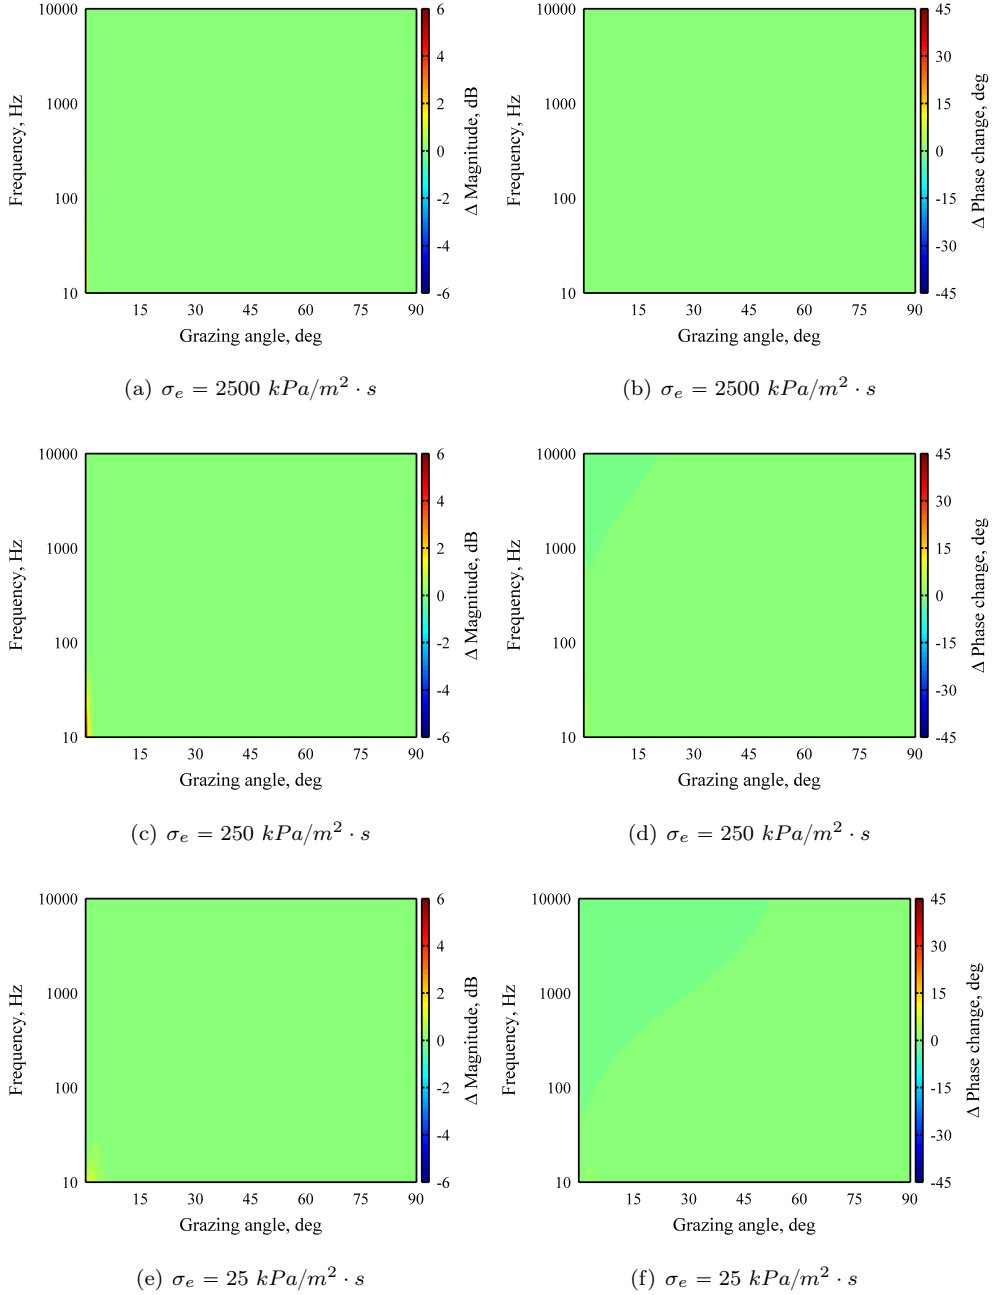 10000
1000
100
10
Frequency, Hz
15 30 45 60 75 90
Grazing angle, deg
6
4
2
0
-2
-4
-6
Δ Magnitude, dB
(a) σe = 2500 kPa/m² · s
10000
1000
100
10
Frequency, Hz
15 30 45 60 75 90
Grazing angle, deg
45
30
15
0
-15
-30
-45
Δ Phase change, deg
(b) σe = 2500 kPa/m² · s
10000
1000
100
10
Frequency, Hz
15 30 45 60 75 90
Grazing angle, deg
6
4
2
0
-2
-4
-6
Δ Magnitude, dB
(c) σe = 250 kPa/m² · s
10000
1000
100
10
Frequency, Hz
15 30 45 60 75 90
Grazing angle, deg
45
30
15
0
-15
-30
-45
Δ Phase change, deg
(d) σe = 250 kPa/m² · s
10000
1000
100
10
Frequency, Hz
15 30 45 60 75 90
Grazing angle, deg
6
4
2
0
-2
-4
-6
Δ Magnitude, dB
(e) σe = 25 kPa/m² · s
10000
1000
100
10
Frequency, Hz
15 30 45 60 75 90
Grazing angle, deg
45
30
15
0
-15
-30
-45
Δ Phase change, deg
(f) σe = 25 kPa/m² · s